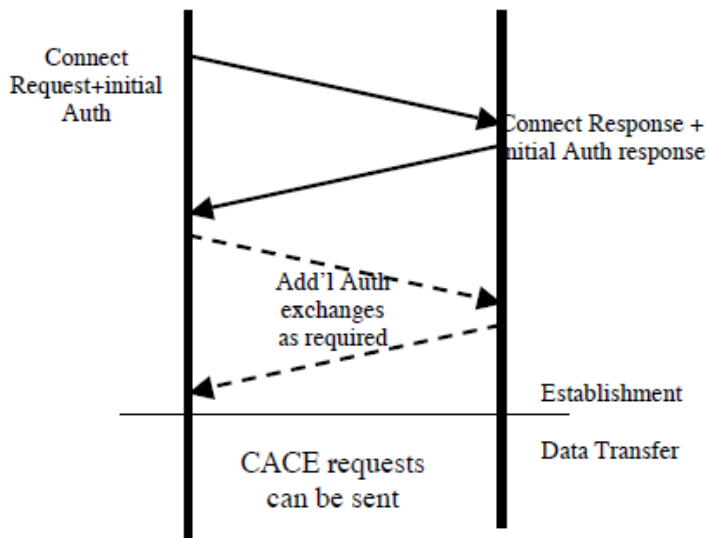 Connect
Request+initial
Auth
Connect Response +
nitial Auth response
Add'l Auth
exchanges
as required
Establishment
Data Transfer
CACE requests
can be sent